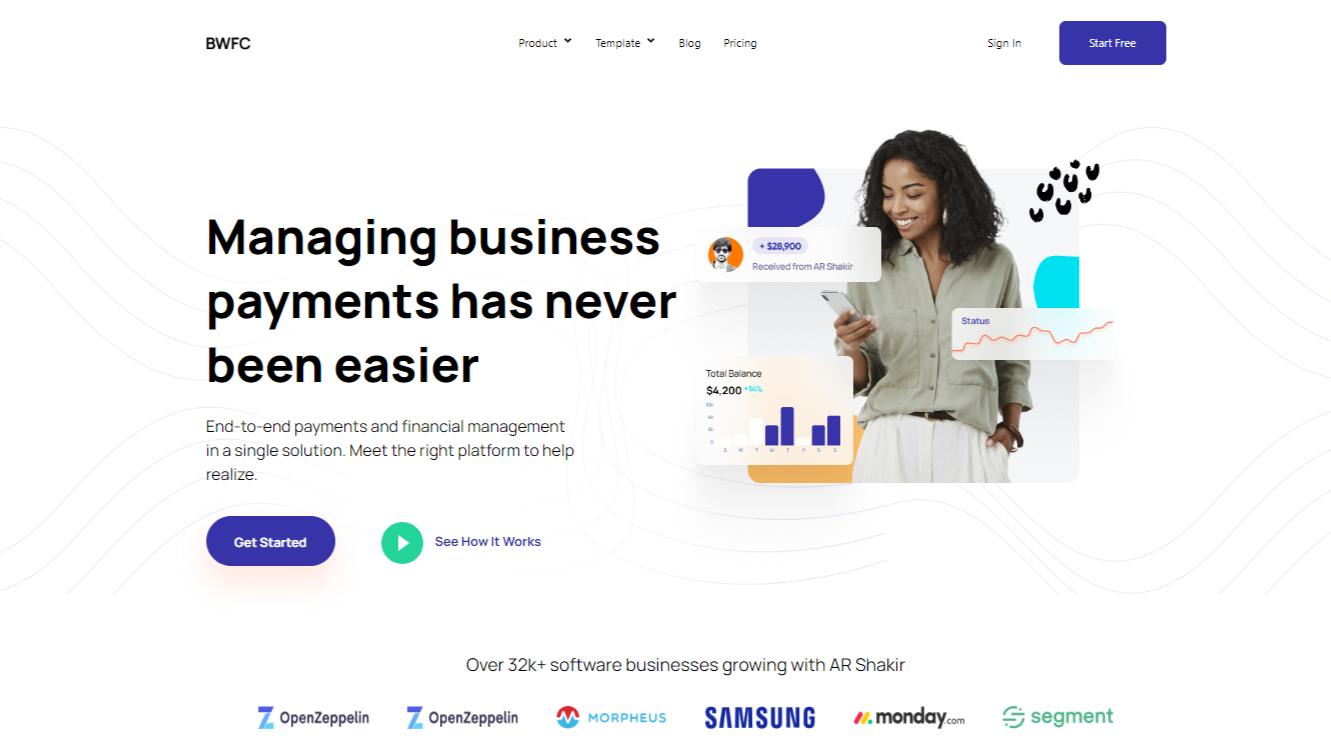 BWFC
Product
Template
Blog
Pricing
Sign In
Start Free
Managing business
payments has never
been easier
End-to-end payments and financial management
in a single solution. Meet the right platform to help
realize.
Get Started
See How It Works
+ $28,900
Received from AR Shakir
Status
Total Balance
$4,200 +14%
S M T W T F S S
Over 32k+ software businesses growing with AR Shakir
OpenZeppelin
OpenZeppelin
MORPHEUS
SAMSUNG
monday.com
segment